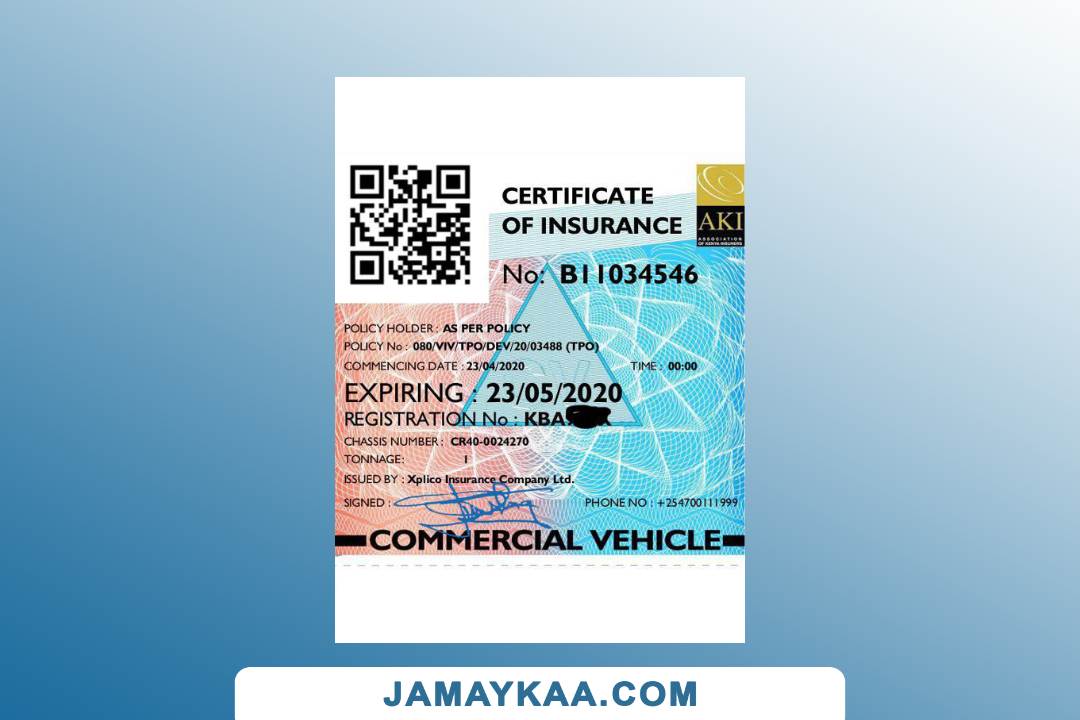 CERTIFICATE
OF INSURANCE
AKI
ASSOCIATION
OF KENYA INSURERS
No: B11034546
POLICY HOLDER : AS PER POLICY
POLICY No : 080/VIV/TPO/DEV/20/03488 (TPO)
COMMENCING DATE : 23/04/2020 TIME : 00:00
EXPIRING : 23/05/2020
REGISTRATION No : KBA
CHASSIS NUMBER : CR40-0024270
TONNAGE: 1
ISSUED BY : Xplico Insurance Company Ltd.
SIGNED : PHONE NO : +254700111999
COMMERCIAL VEHICLE
JAMAYKAA.COM